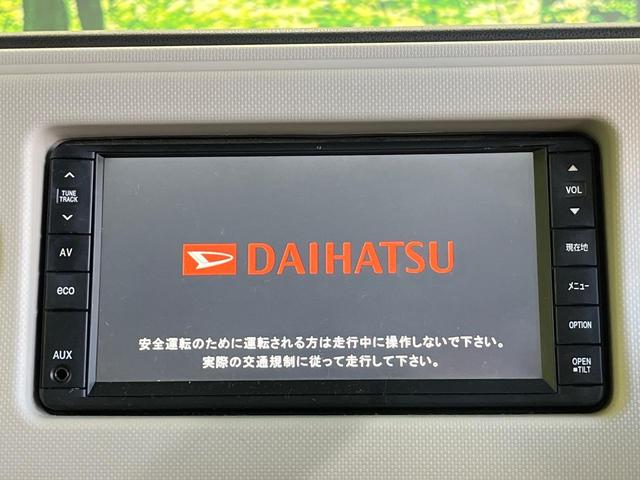 TUNE
TRACK
AV
eco
AUX
DAIHATSU
安全運転のために運転される方は走行中に操作しないで下さい。
実際の交通規制に従って走行して下さい。
VOL
現在地
メニュー
OPTION
OPEN
TILT